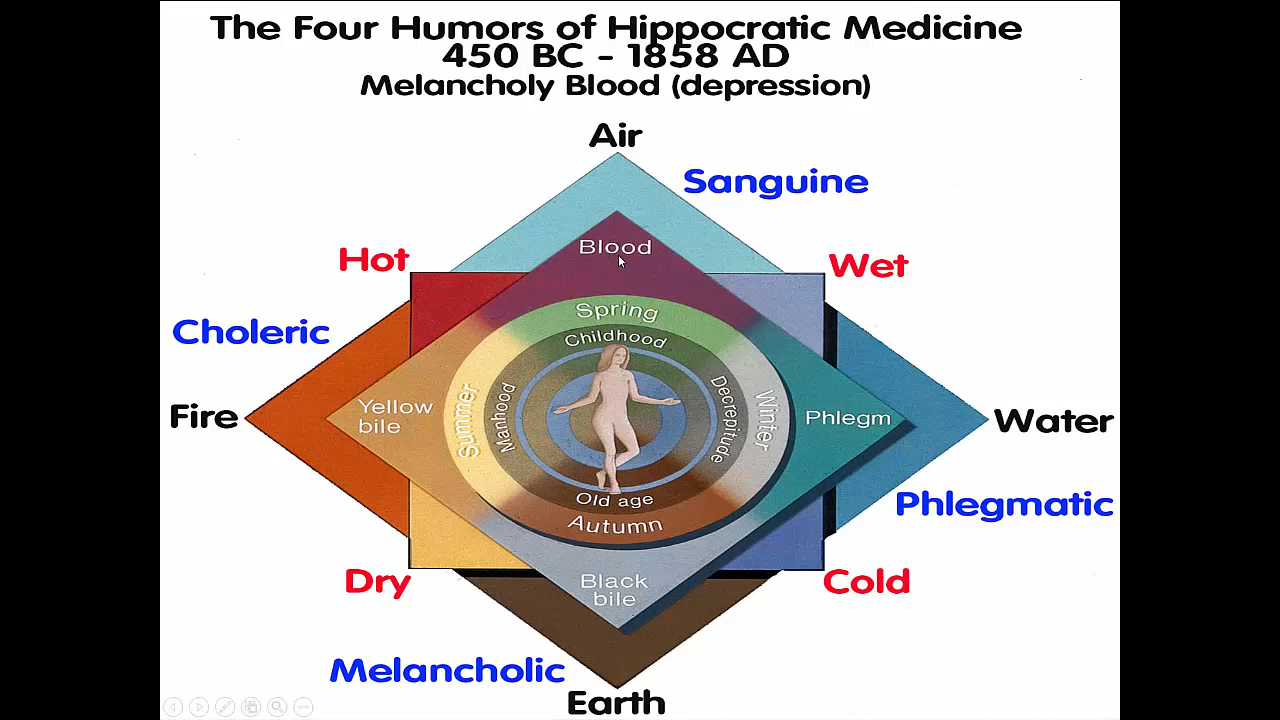 The Four Humors of Hippocratic Medicine
450 BC - 1858 AD
Melancholy Blood (depression)
Air
Sanguine
Blood
Hot
Wet
Spring
Choleric
Childhood
Fire
Yellow
bile
Summer
Manhood
Decrepitude
Winter
Phlegm
Water
Old age
Phlegmatic
Autumn
Dry
Black
bile
Cold
Melancholic
Earth